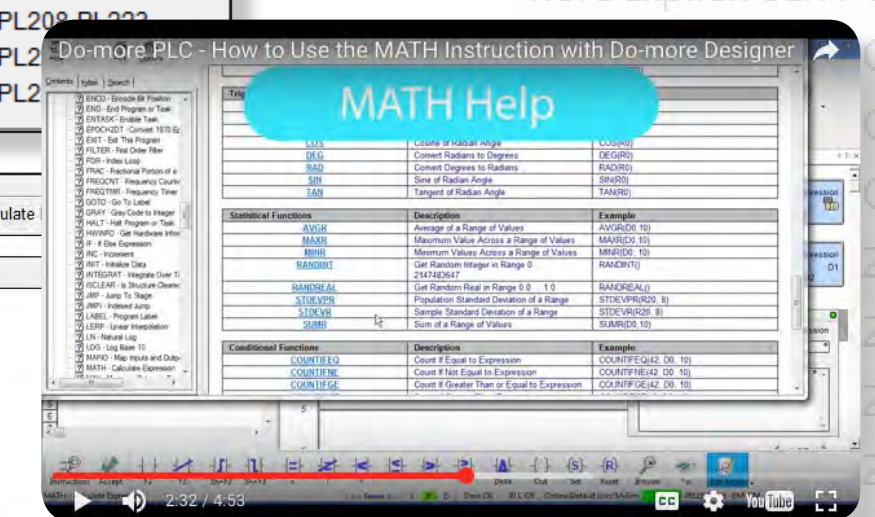 PL208 PL223
PL2
PL2
ulate
Do-more PLC - How to Use the MATH Instruction with Do-more Designer
MATH Help
Contents Index Search
ENCO - Encode Bit Position
END - End Program or Task
ENTASK - Enable Task
EPOCH2DT - Convert 1970 Ep
EXIT - Exit This Program
FILTER - First Order Filter
FOR - Index Loop
FRAC - Fractional Portion of a
FREQCNT - Frequency Counte
FREQTMR - Frequency Timer
GOTO - Go To Label
GRAY - Gray Code to Integer
HALT - Halt Program or Task
HWINFO - Get Hardware Infor
IF - If Else Expression
INC - Increment
INIT - Initialize Data
INTEGRAT - Integrate Over Ti
ISCLEAR - is Structure Cleared
JMP - Jump To Stage
JMPI - Indexed Jump
LABEL - Program Label
LERP - Linear Interpolation
LN - Natural Log
LOG - Log Base 10
MAPIO - Map Inputs and Outpu
MATH - Calculate Expression
Trig
COS Cosine of Radian Angle COS(R0)
DEG Convert Radians to Degrees DEG(R0)
RAD Convert Degrees to Radians RAD(R0)
SIN Sine of Radian Angle SIN(R0)
TAN Tangent of Radian Angle TAN(R0)
Statistical Functions Description Example
AVGR Average of a Range of Values AVGR(D0, 10)
MAXR Maximum Value Across a Range of Values MAXR(D0, 10)
MINR Minimum Values Across a Range of Values MINR(D0, 10)
RANDINT Get Random Integer in Range 0 ... 2147483647 RANDINT()
RANDREAL Get Random Real in Range 0.0 ... 1.0 RANDREAL()
STDEVPR Population Standard Deviation of a Range STDEVPR(R20, 8)
STDEVR Sample Standard Deviation of a Range STDEVR(R20, 8)
SUMR Sum of a Range of Values SUMR(D0, 10)
Conditional Functions Description Example
COUNTIFEQ Count If Equal to Expression COUNTIFEQ(42, D0, 10)
COUNTIFNE Count If Not Equal to Expression COUNTIFNE(42, D0, 10)
COUNTIFGE Count If Greater Than or Equal to Expression COUNTIFGE(42, D0, 10)
D1
5
6
5
Instructions Accept
Data Out Set Reset Browse
2:32 / 4:53
CC
YouTube